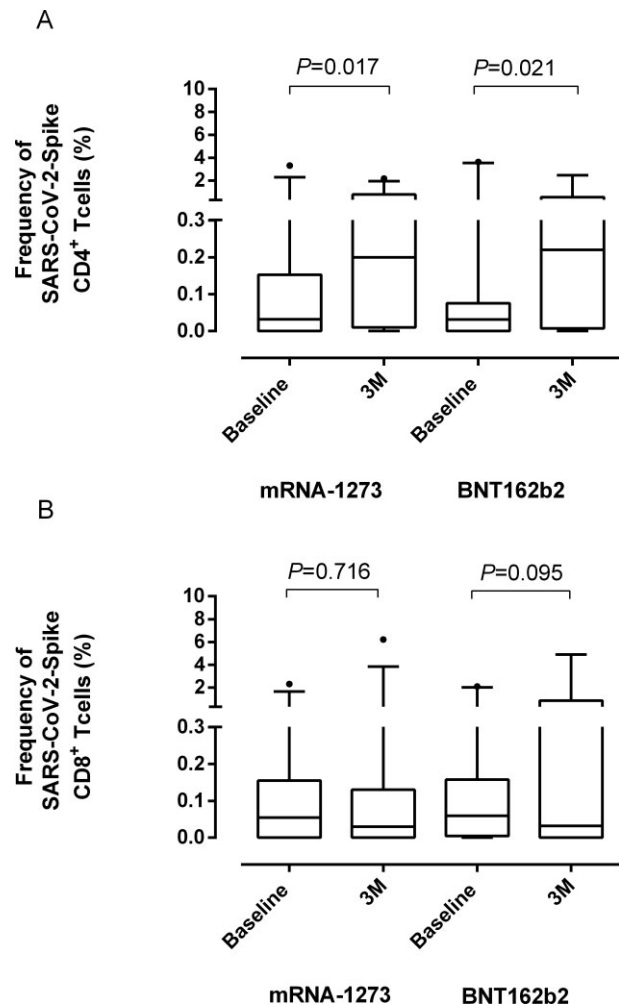 A
P=0.017
P=0.021
Frequency of
SARS-CoV-2-Spike
CD4+ Tcells (%)
10
8
6
4
2
0.3
0.2
0.1
0.0
Baseline
3M
Baseline
3M
mRNA-1273
BNT162b2
B
P=0.716
P=0.095
Frequency of
SARS-CoV-2-Spike
CD8+ Tcells (%)
10
8
6
4
2
0.3
0.2
0.1
0.0
Baseline
3M
Baseline
3M
mRNA-1273
BNT162b2